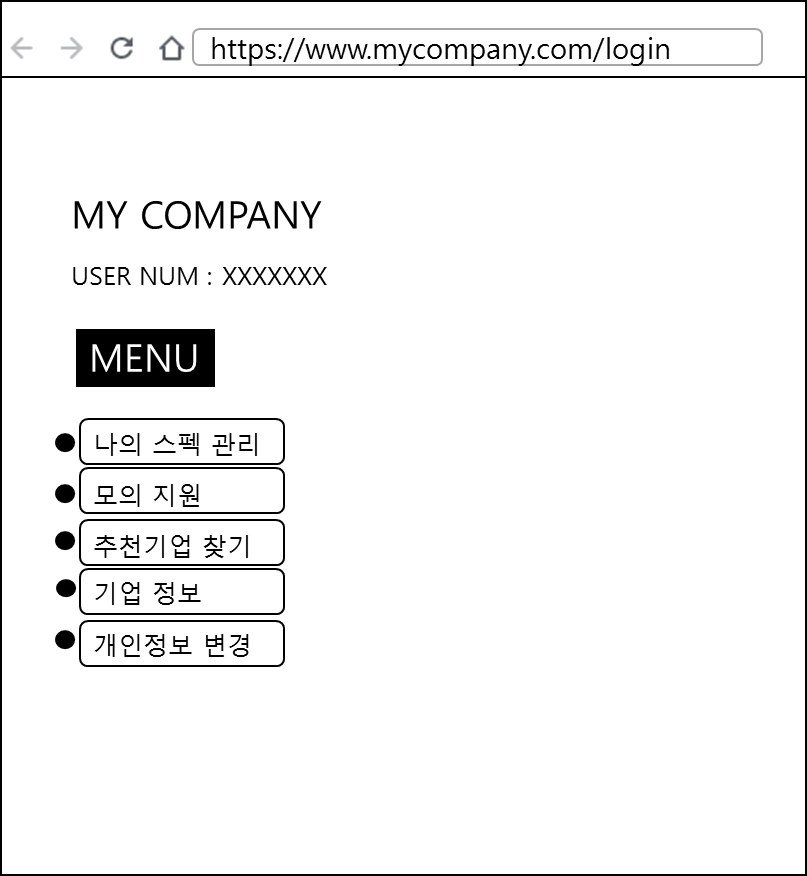 https://www.mycompany.com/login
MY COMPANY
USER NUM : XXXXXXX
MENU
나의 스펙 관리
모의 지원
추천기업 찾기
기업 정보
개인정보 변경